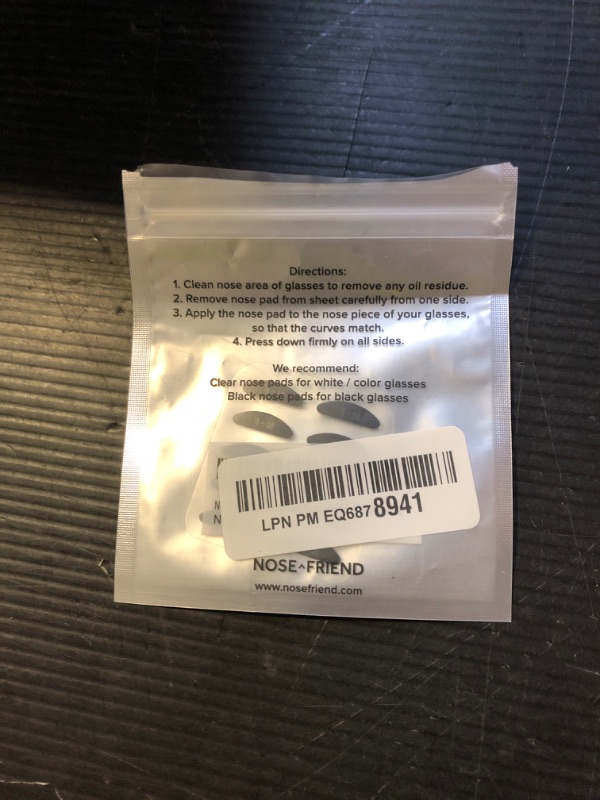 Directions:
1. Clean nose area of glasses to remove any oil residue.
2. Remove nose pad from sheet carefully from one side.
3. Apply the nose pad to the nose piece of your glasses,
so that the curves match.
4. Press down firmly on all sides.
We recommend:
Clear nose pads for white / color glasses
Black nose pads for black glasses
LPN PM EQ687 8941
NOSE^FRIEND
www.nosefriend.com